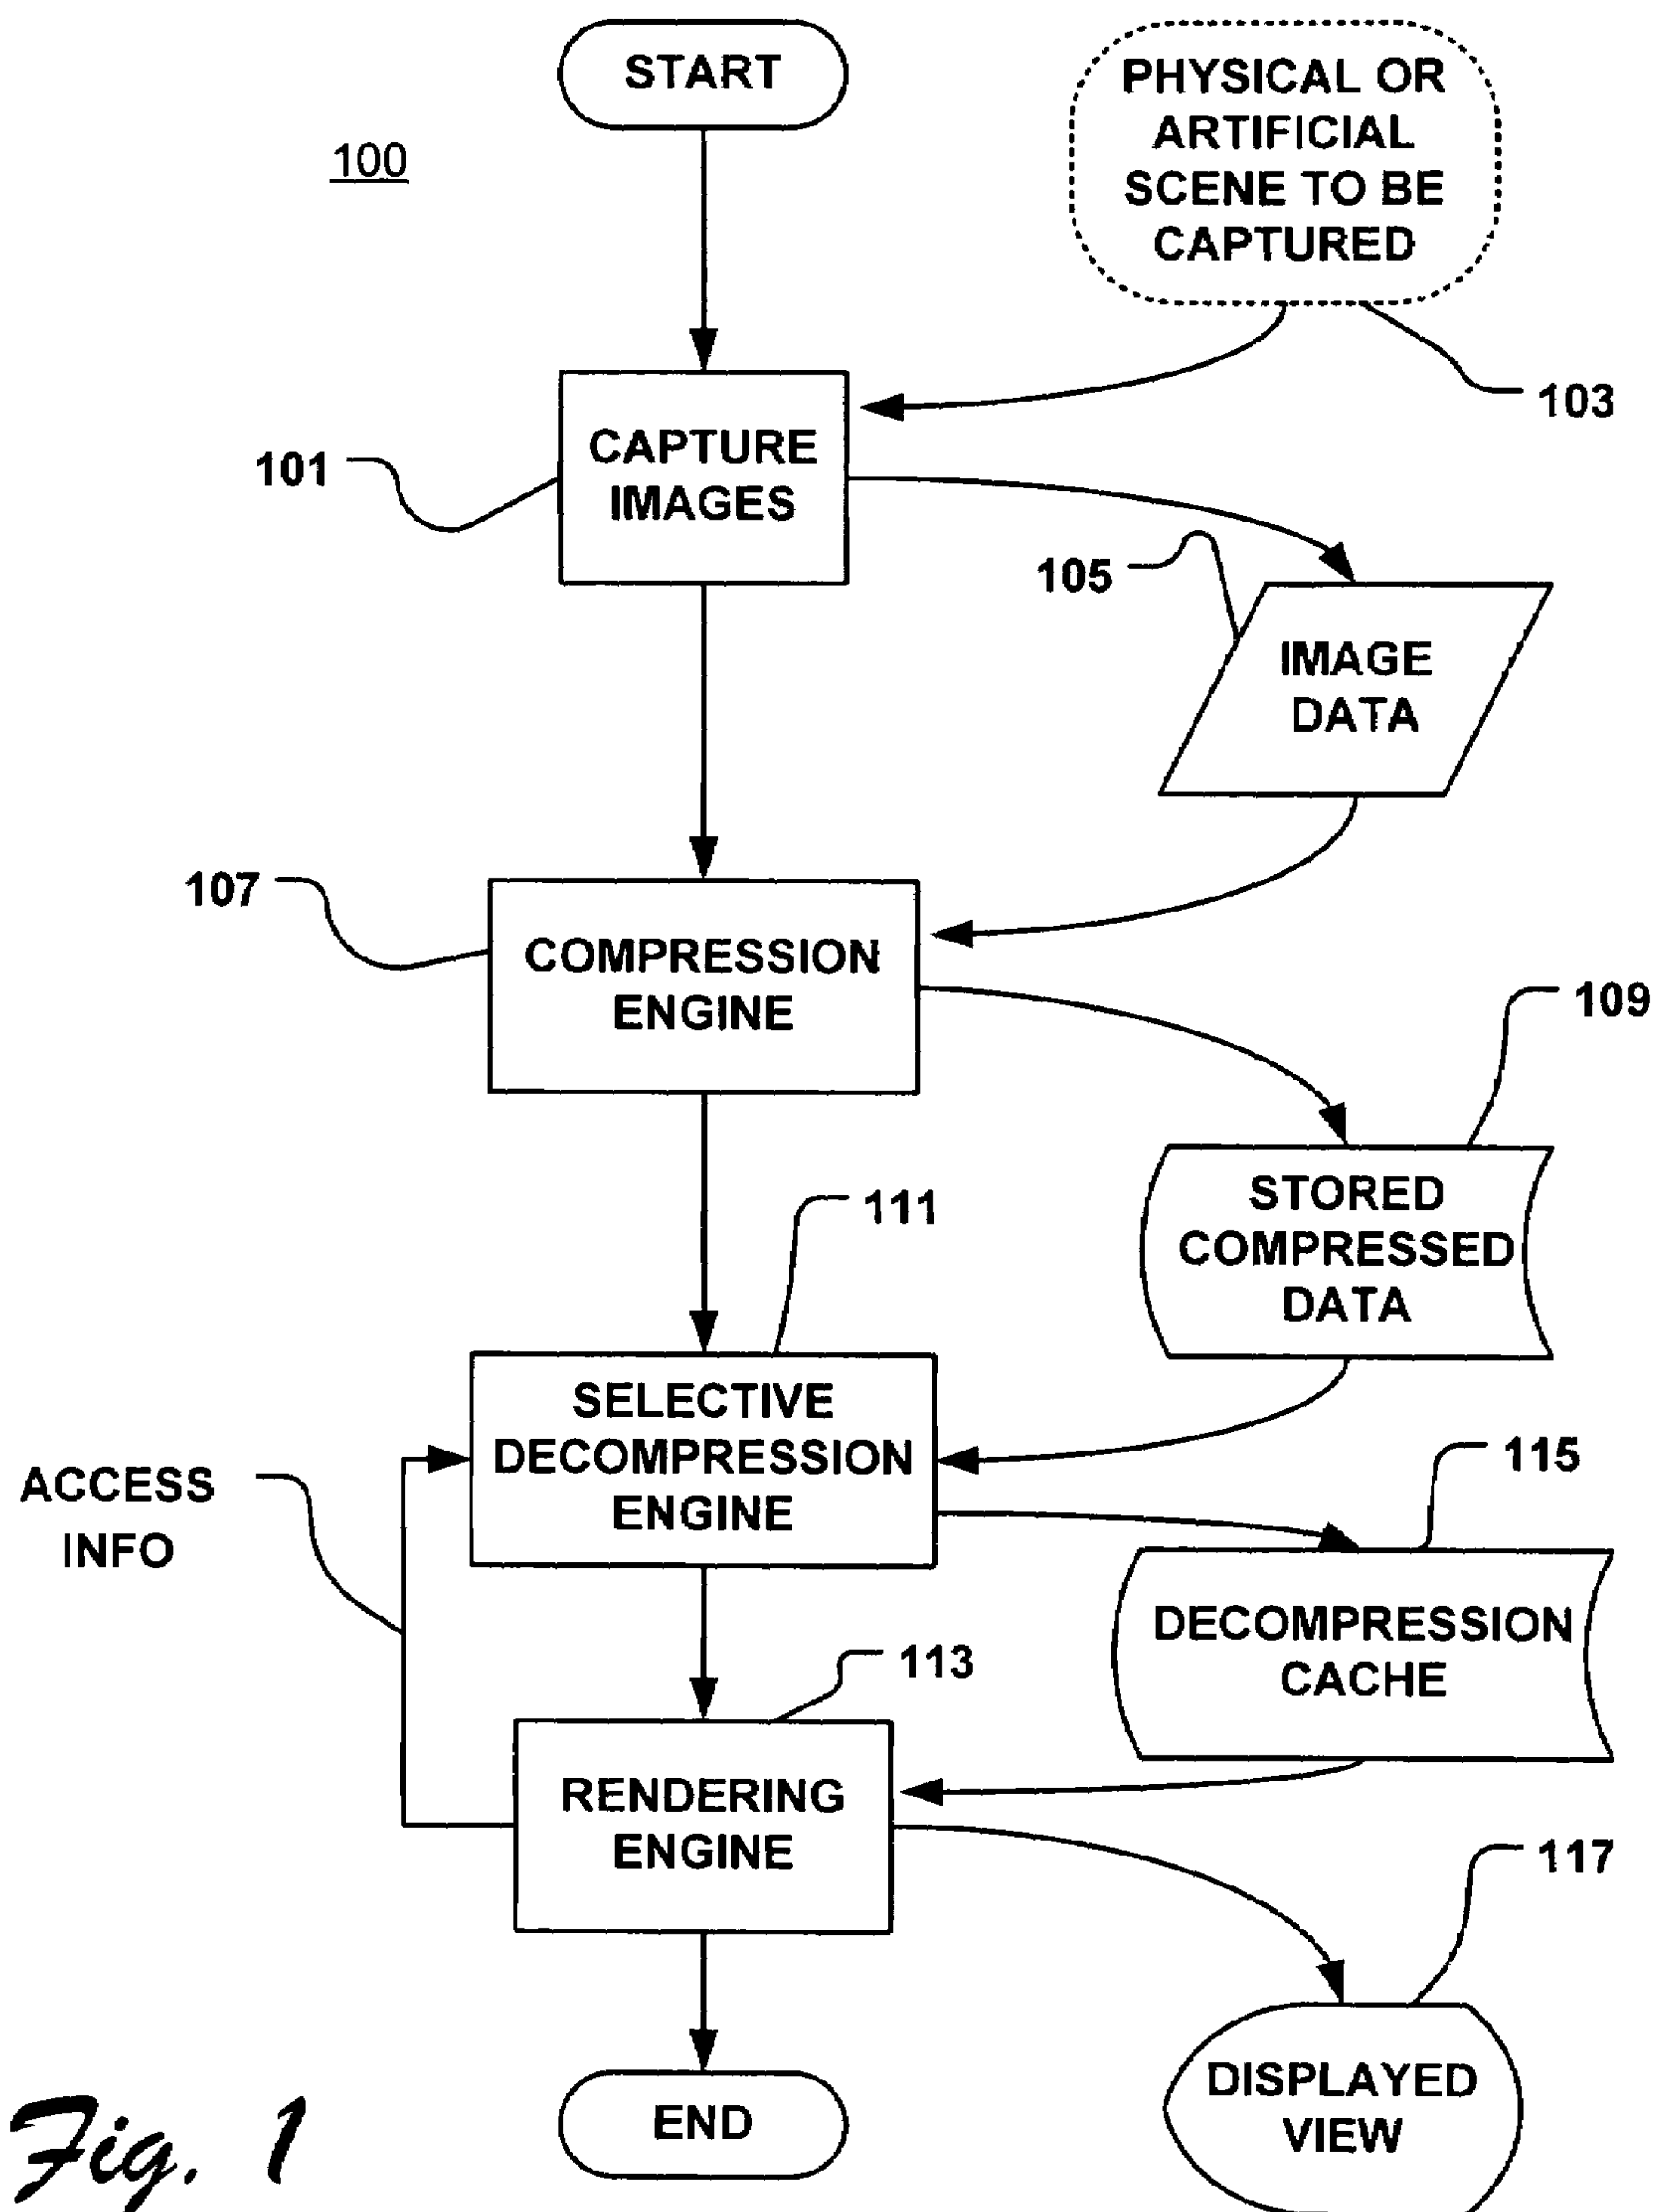 START
100
PHYSICAL OR
ARTIFICIAL
SCENE TO BE
CAPTURED
103
CAPTURE
IMAGES
101
105
IMAGE
DATA
107
COMPRESSION
ENGINE
109
STORED
COMPRESSED
DATA
111
SELECTIVE
DECOMPRESSION
ENGINE
ACCESS
INFO
115
DECOMPRESSION
CACHE
113
RENDERING
ENGINE
117
DISPLAYED
VIEW
END
Fig. 1